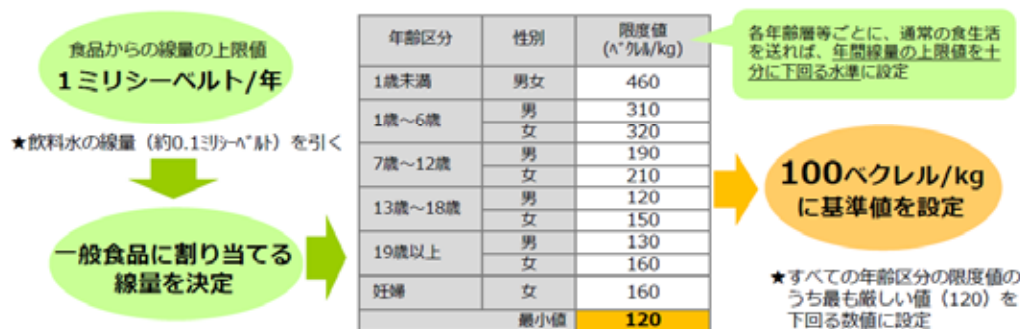 食品からの線量の上限値
1ミリシーベルト/年
★飲料水の線量(約0.1ミリシーベルト)を引く
一般食品に割り当てる
線量を決定
年齢区分 性別 限度値
(ベクレル/kg)
1歳未満 男女 460
1歳～6歳 男 310
女 320
7歳～12歳 男 190
女 210
13歳～18歳 男 120
女 150
19歳以上 男 130
女 160
妊婦 女 160
最小値 120
各年齢層等ごとに、通常の食生活
を送れば、年間線量の上限値を十
分に下回る水準に設定
100ベクレル/kg
に基準値を設定
★すべての年齢区分の限度値の
うち最も厳しい値(120)を
下回る数値に設定